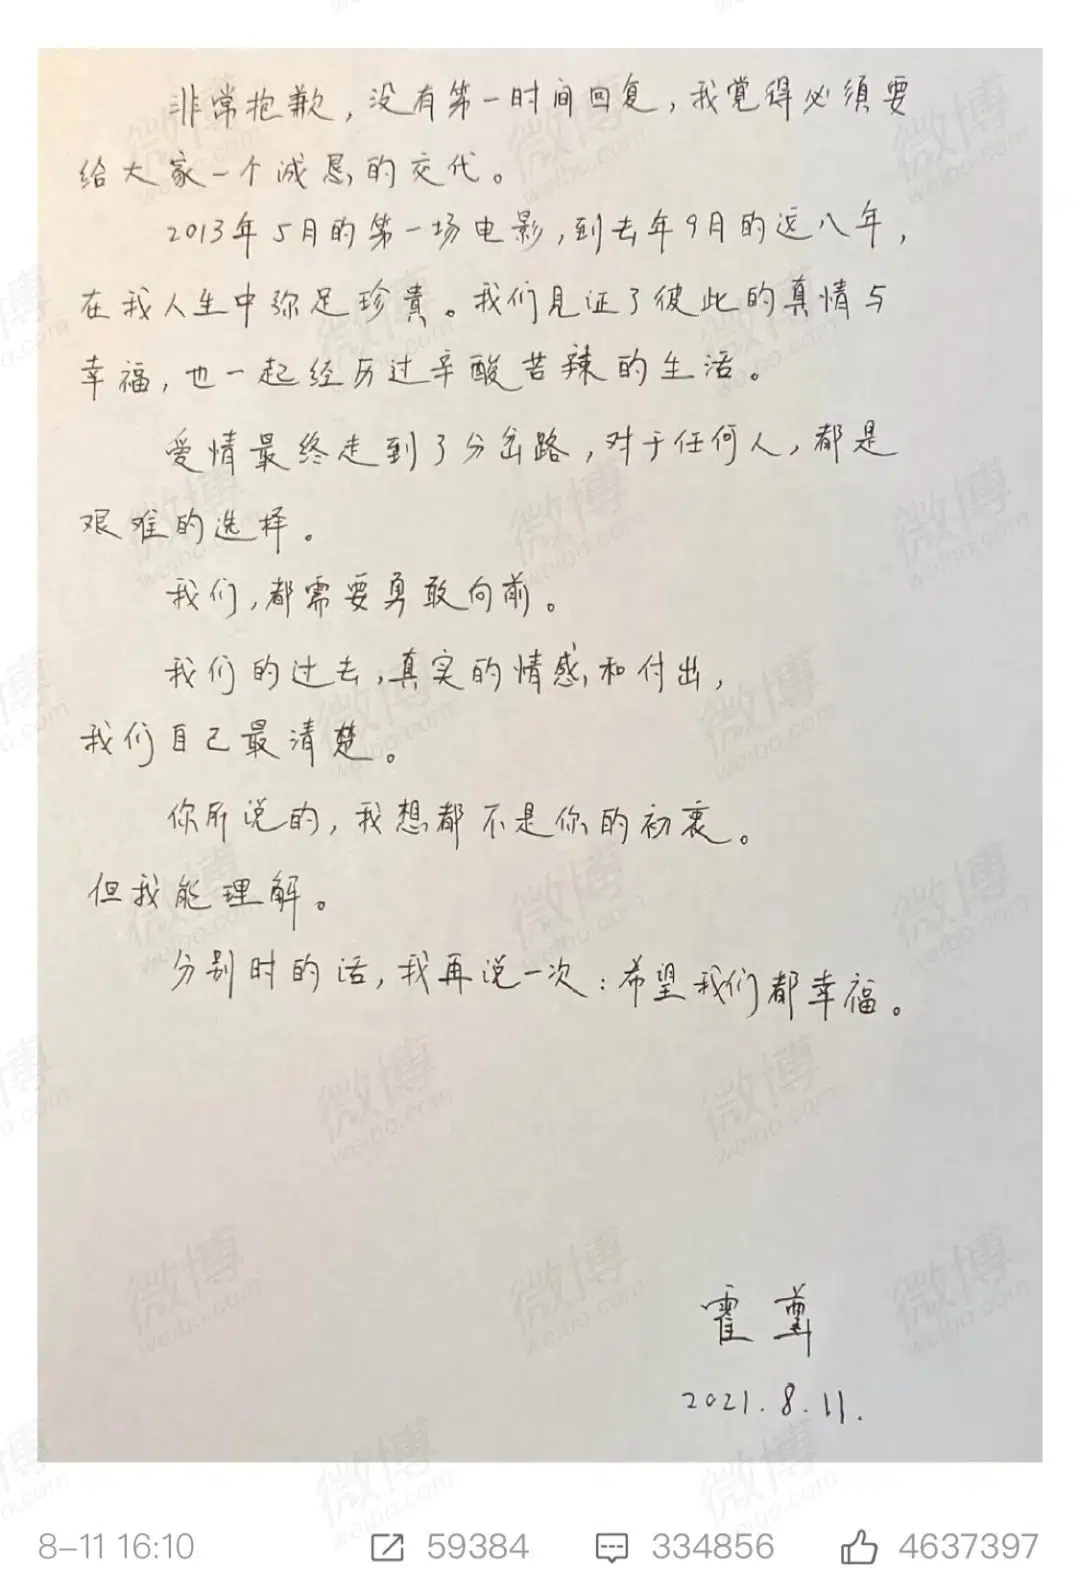 非常抱歉，没有第一时间回复，我觉得必须要
给大家一个诚恳的交代。
2013年5月的第一场电影，到去年9月的近八年，
在我人生中弥足珍贵。我们见证了彼此的真情与
幸福，也一起经历过辛酸苦辣的生活。
爱情最终走到了分岔路，对于任何人，都是
艰难的选择。
我们，都需要勇敢向前。
我们的过去，真实的情感和付出，
我们自己最清楚。
你所说的，我想都不是你的初衷。
但我能理解。
分别时的话，我再说一次：希望我们都幸福。
霍尊
2021.8.11.
8-11 16:10 59384 334856 4637397
微博
weibo.com